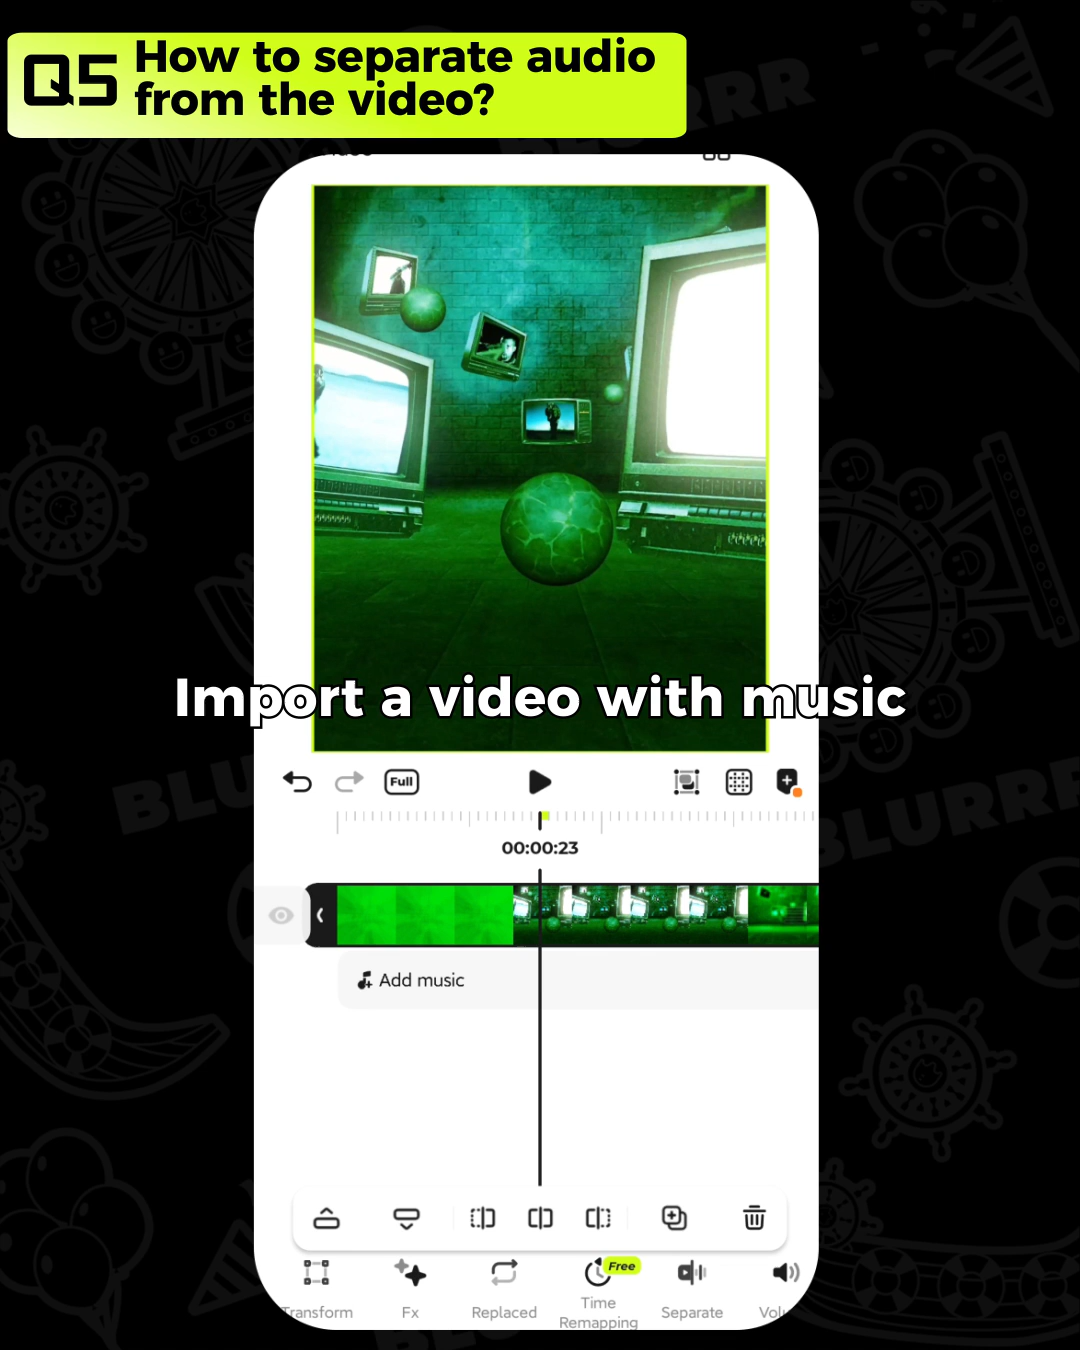 Q5
How to separate audio
from the video?
BLURRR
Import a video with music
Full
00:00:23
Add music
Free
Transform
Fx
Replaced
Time
Remapping
Separate